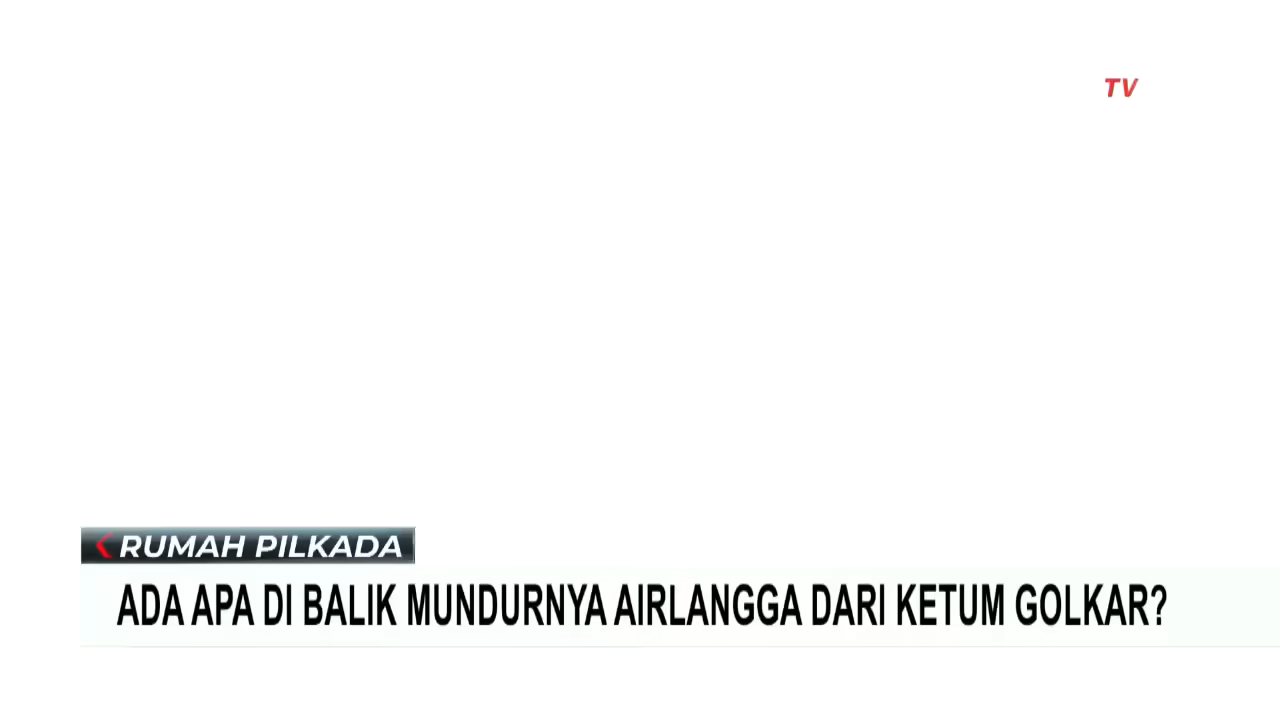 TV
RUMAH PILKADA
ADA APA DI BALIK MUNDURNYA AIRLANGGA DARI KETUM GOLKAR?